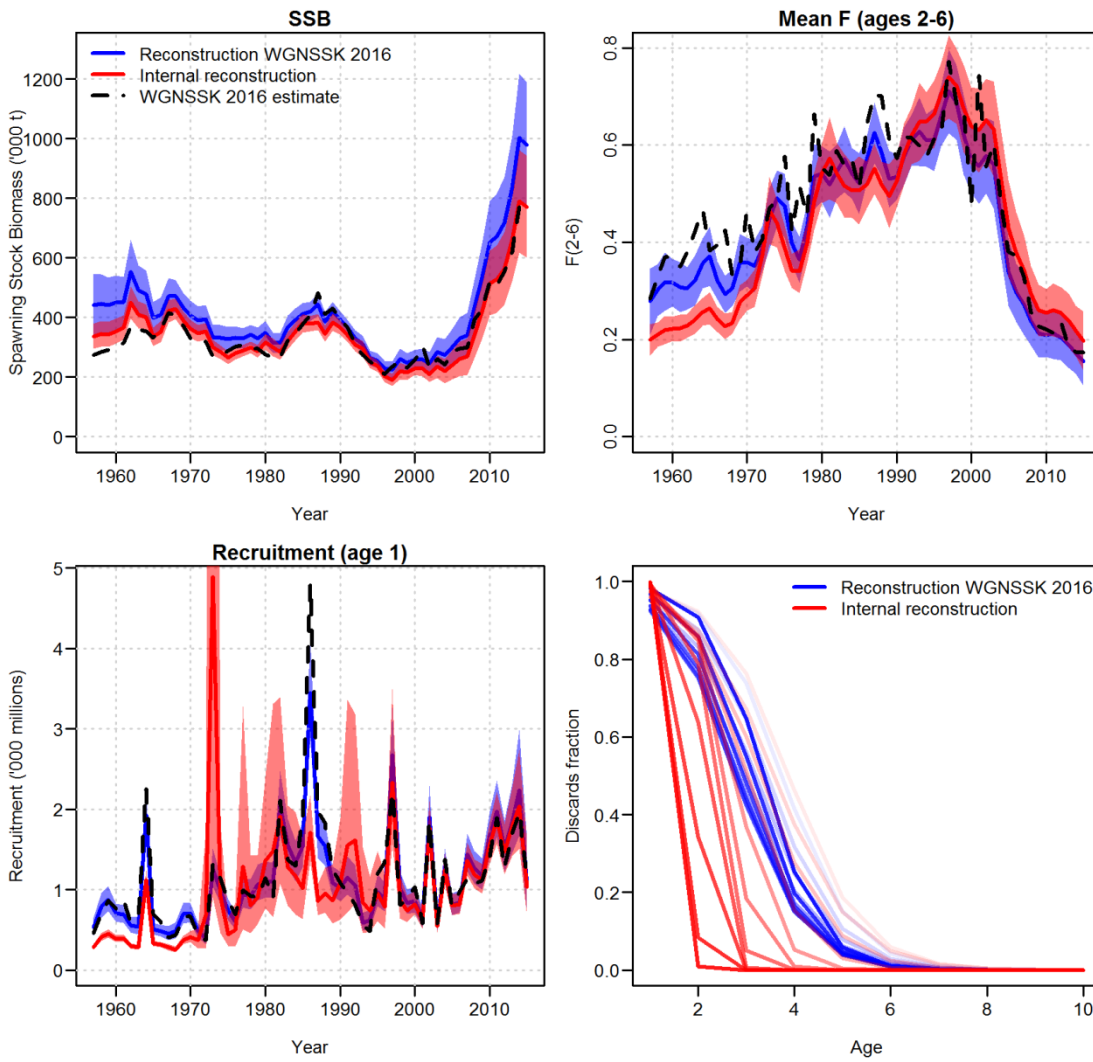 SSB
Reconstruction WGNSSK 2016
Internal reconstruction
WGNSSK 2016 estimate
Spawning Stock Biomass ('000 t)
0
200
400
600
800
1000
1200
1960
1970
1980
1990
2000
2010
Year
Mean F (ages 2-6)
F(2-6)
0.0
0.2
0.4
0.6
0.8
1960
1970
1980
1990
2000
2010
Year
Recruitment (age 1)
Recruitment ('000 millions)
0
1
2
3
4
5
1960
1970
1980
1990
2000
2010
Year
Reconstruction WGNSSK 2016
Internal reconstruction
Discards fraction
0.0
0.2
0.4
0.6
0.8
1.0
2
4
6
8
10
Age